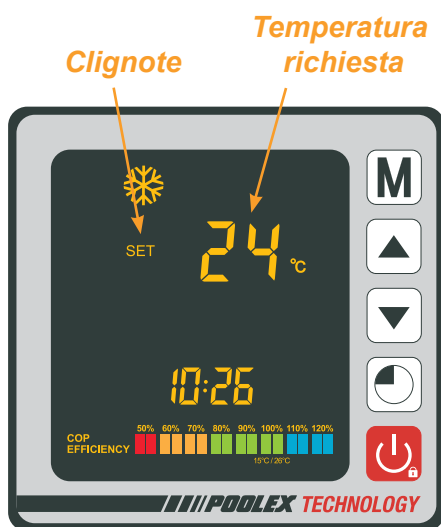 Temperatura
richiesta
Clignote
M
SET
24 °C
10:26
50% 60% 70% 80% 90% 100% 110% 120%
COP
EFFICIENCY
15°C / 26°C
POOLEX TECHNOLOGY